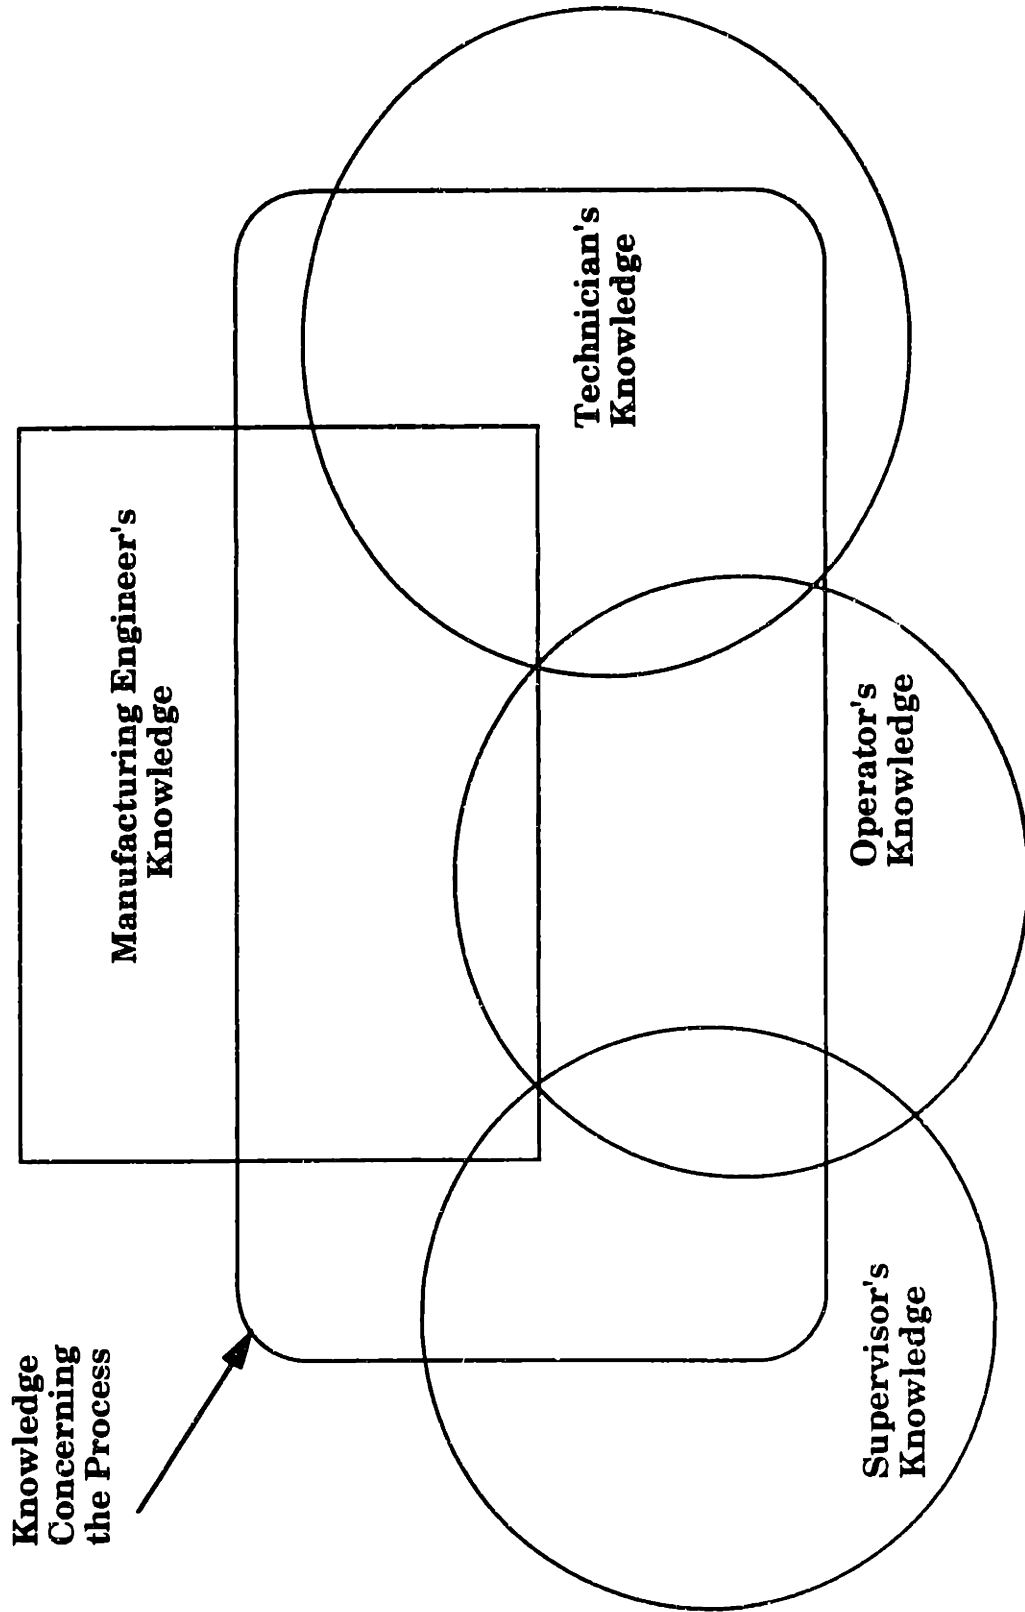 Knowledge
Concerning
the Process
Manufacturing Engineer's
Knowledge
Technician's
Knowledge
Operator's
Knowledge
Supervisor's
Knowledge